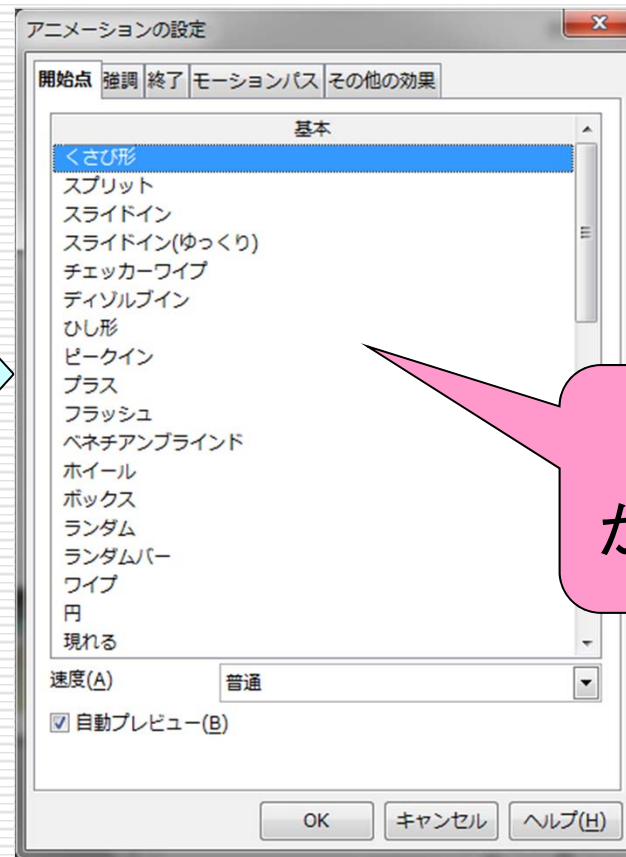 アニメーションの設定
開始点 強調 終了 モーションパス その他の効果
基本
くさび形
スプリット
スライドイン
スライドイン(ゆっくり)
チェッカーワイプ
ディゾルブイン
ひし形
ピークイン
プラス
フラッシュ
ベネチアンブラインド
ホイール
ボックス
ランダム
ランダムバー
ワイプ
円
現れる
速度(A) 普通
自動プレビュー(B)
OK キャンセル ヘルプ(H)